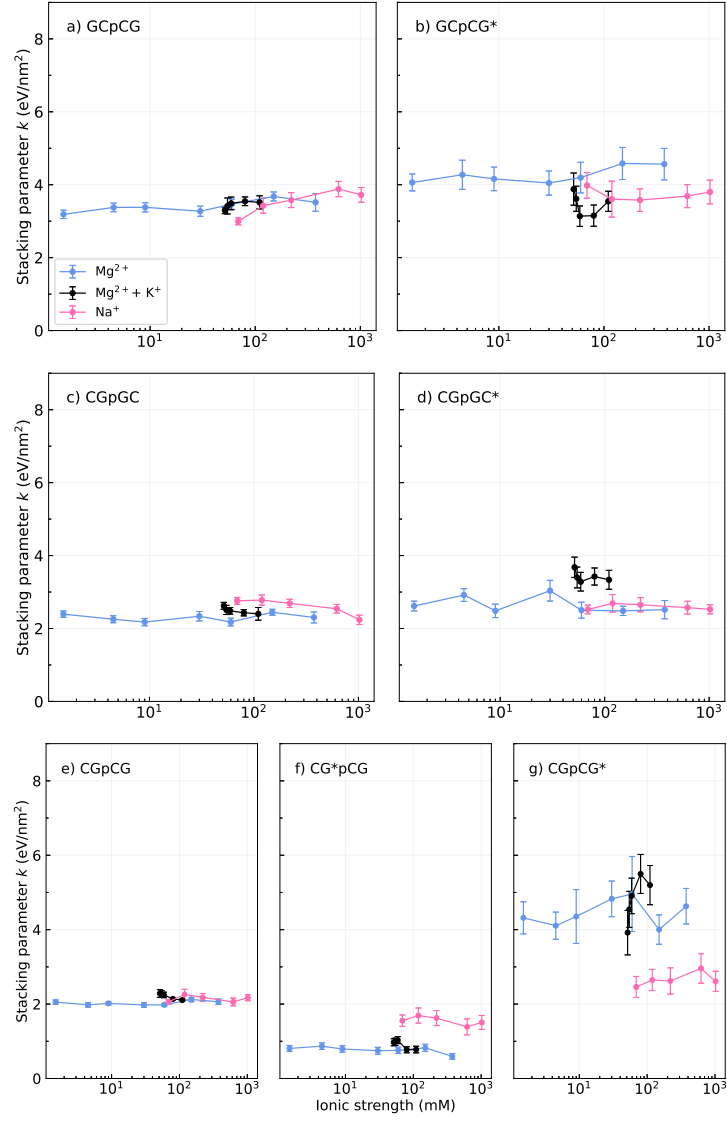 a) GCpCG
b) GCpCG*
Stacking parameter k (eV/nm²)
8
6
4
2
0
Mg²⁺
Mg²⁺ + K⁺
Na⁺
10¹ 10² 10³
10¹ 10² 10³
c) CGpGC
d) CGpGC*
Stacking parameter k (eV/nm²)
8
6
4
2
0
10¹ 10² 10³
10¹ 10² 10³
e) CGpCG
f) CG*pCG
g) CGpCG*
Stacking parameter k (eV/nm²)
8
6
4
2
0
10¹ 10² 10³
10¹ 10² 10³
10¹ 10² 10³
Ionic strength (mM)